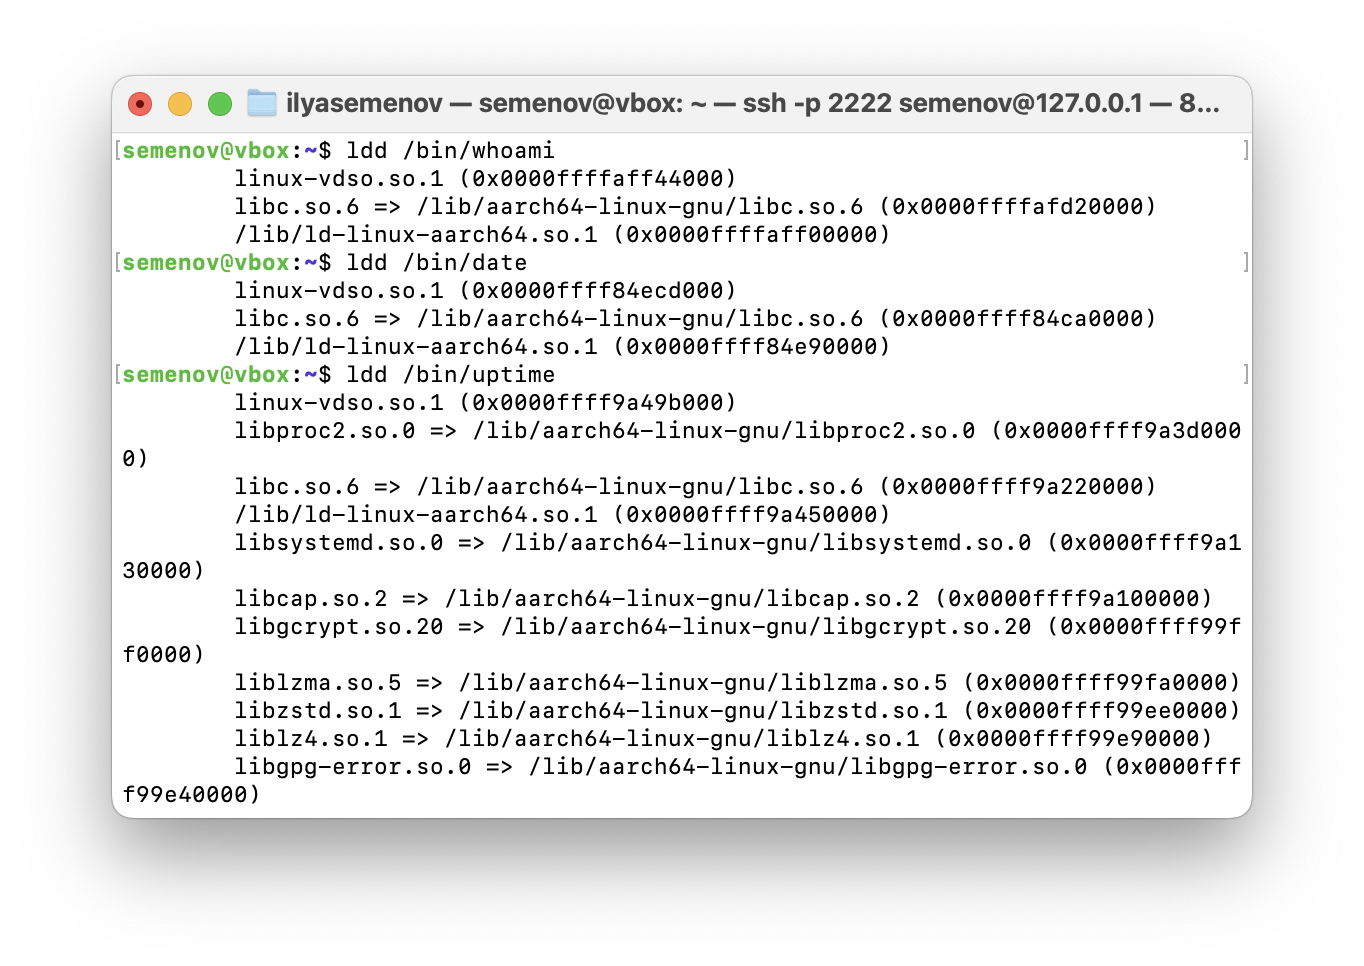 ilyasemenov — semenov@vbox: ~ — ssh -p 2222 semenov@127.0.0.1 — 8...
[semenov@vbox:~$ ldd /bin/whoami ]
        linux-vdso.so.1 (0x0000ffffaff44000)
        libc.so.6 => /lib/aarch64-linux-gnu/libc.so.6 (0x0000ffffafd20000)
        /lib/ld-linux-aarch64.so.1 (0x0000ffffaff00000)
[semenov@vbox:~$ ldd /bin/date ]
        linux-vdso.so.1 (0x0000ffff84ecd000)
        libc.so.6 => /lib/aarch64-linux-gnu/libc.so.6 (0x0000ffff84ca0000)
        /lib/ld-linux-aarch64.so.1 (0x0000ffff84e90000)
[semenov@vbox:~$ ldd /bin/uptime ]
        linux-vdso.so.1 (0x0000ffff9a49b000)
        libproc2.so.0 => /lib/aarch64-linux-gnu/libproc2.so.0 (0x0000ffff9a3d000
0)
        libc.so.6 => /lib/aarch64-linux-gnu/libc.so.6 (0x0000ffff9a220000)
        /lib/ld-linux-aarch64.so.1 (0x0000ffff9a450000)
        libsystemd.so.0 => /lib/aarch64-linux-gnu/libsystemd.so.0 (0x0000ffff9a1
30000)
        libcap.so.2 => /lib/aarch64-linux-gnu/libcap.so.2 (0x0000ffff9a100000)
        libgcrypt.so.20 => /lib/aarch64-linux-gnu/libgcrypt.so.20 (0x0000ffff99f
f0000)
        liblzma.so.5 => /lib/aarch64-linux-gnu/liblzma.so.5 (0x0000ffff99fa0000)
        libzstd.so.1 => /lib/aarch64-linux-gnu/libzstd.so.1 (0x0000ffff99ee0000)
        liblz4.so.1 => /lib/aarch64-linux-gnu/liblz4.so.1 (0x0000ffff99e90000)
        libgpg-error.so.0 => /lib/aarch64-linux-gnu/libgpg-error.so.0 (0x0000fff
f99e40000)